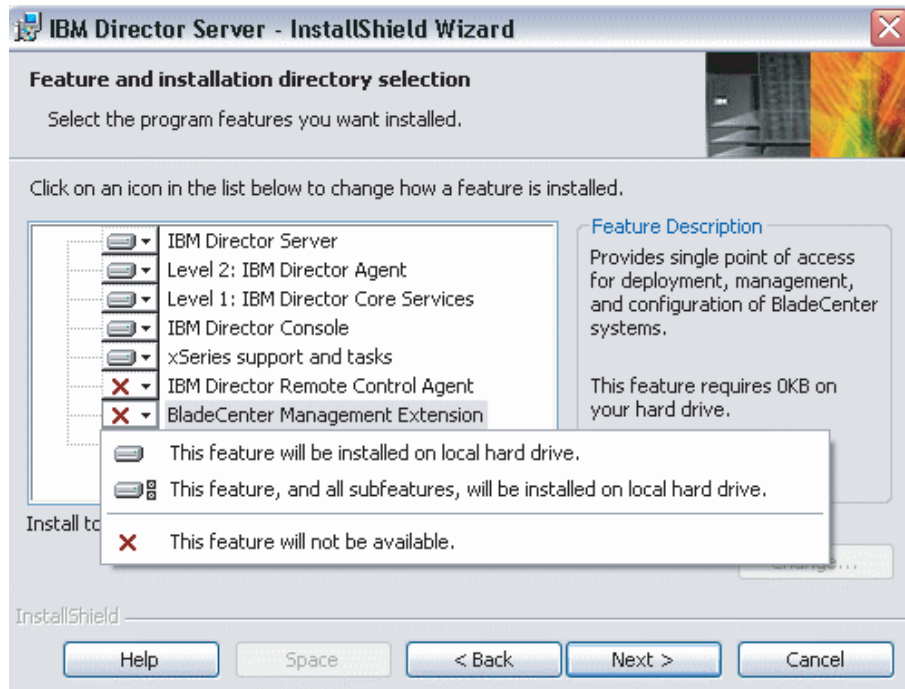 IBM Director Server - InstallShield Wizard
Feature and installation directory selection
Select the program features you want installed.
Click on an icon in the list below to change how a feature is installed.
IBM Director Server
Level 2: IBM Director Agent
Level 1: IBM Director Core Services
IBM Director Console
xSeries support and tasks
IBM Director Remote Control Agent
BladeCenter Management Extension
Feature Description
Provides single point of access
for deployment, management,
and configuration of BladeCenter
systems.
This feature requires 0KB on
your hard drive.
This feature will be installed on local hard drive.
This feature, and all subfeatures, will be installed on local hard drive.
This feature will not be available.
Install to
InstallShield
Help
Space
< Back
Next >
Cancel